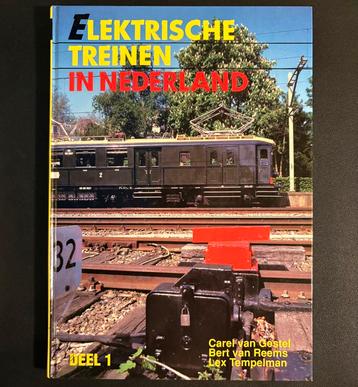 ELEKTRISCHE
TREINEN
IN NEDERLAND
32
Carel van Gestel
Bert van Reems
Lex Tempelman
DEEL 1